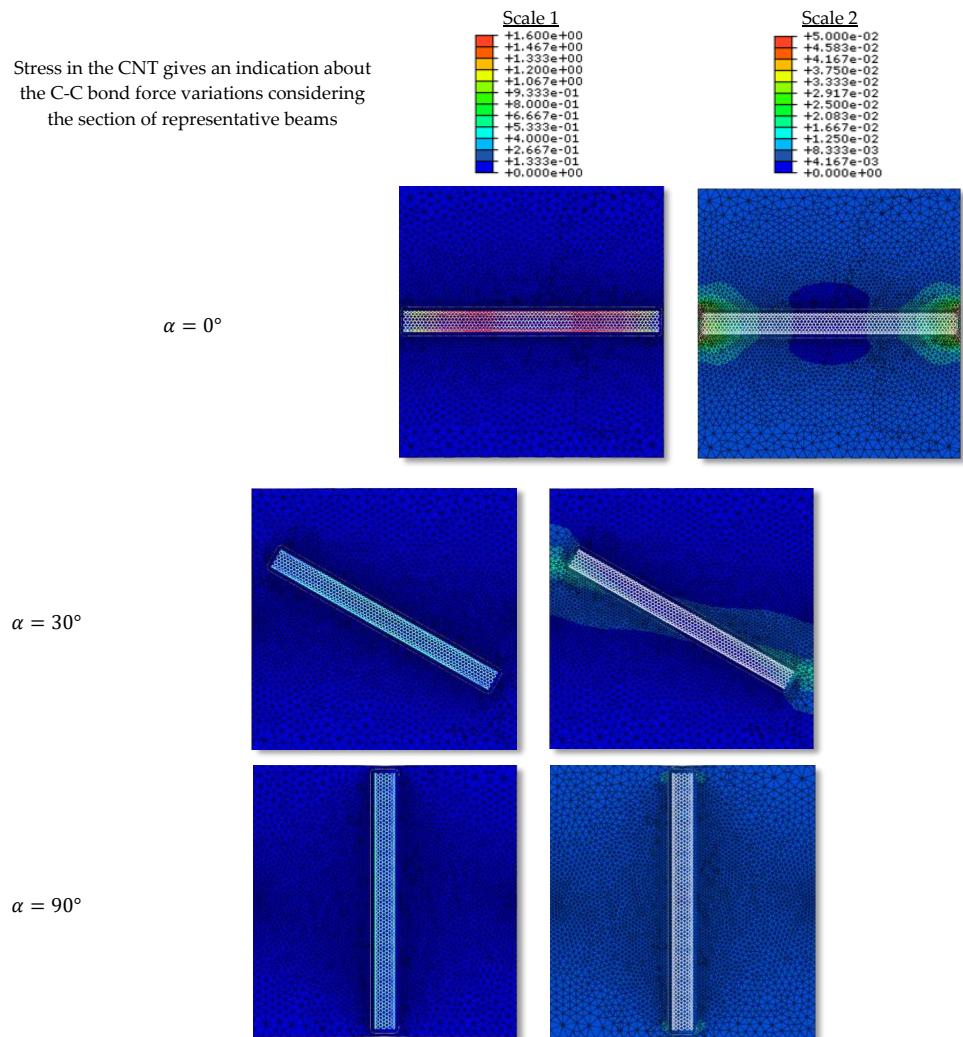 Scale 1
Scale 2
Stress in the CNT gives an indication about
the C-C bond force variations considering
the section of representative beams
+1.600e+00
+1.467e+00
+1.333e+00
+1.200e+00
+1.067e+00
+9.333e-01
+8.000e-01
+6.667e-01
+5.333e-01
+4.000e-01
+2.667e-01
+1.333e-01
+0.000e+00
+5.000e-02
+4.583e-02
+4.167e-02
+3.750e-02
+3.333e-02
+2.917e-02
+2.500e-02
+2.083e-02
+1.667e-02
+1.250e-02
+8.333e-03
+4.167e-03
+0.000e+00
α = 0°
α = 30°
α = 90°